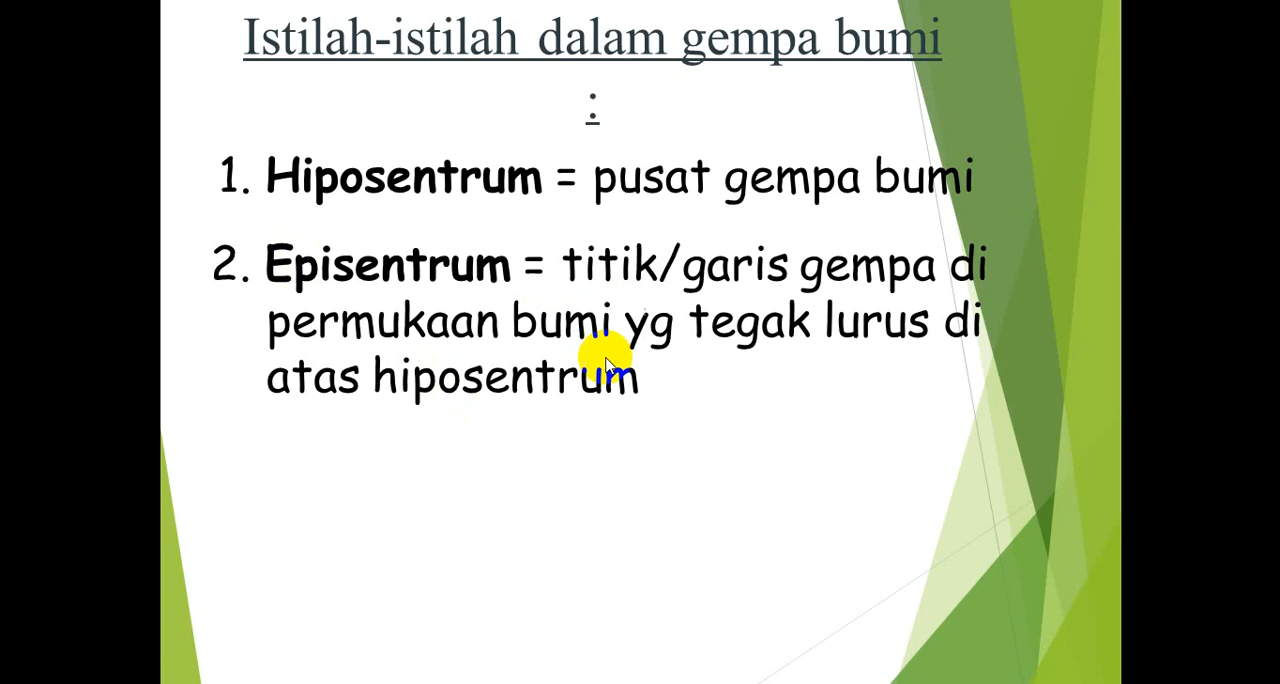 Istilah-istilah dalam gempa bumi
:
1. Hiposentrum = pusat gempa bumi
2. Episentrum = titik/garis gempa di
permukaan bumi yg tegak lurus di
atas hiposentrum